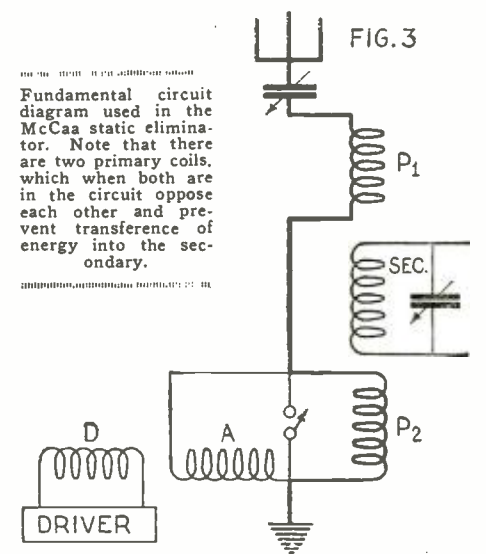 FIG. 3
Fundamental circuit
diagram used in the
McCaa static elimina-
tor. Note that there
are two primary coils,
which when both are
in the circuit oppose
each other and pre-
vent transference of
energy into the sec-
ondary.
P1
SEC.
A
P2
D
DRIVER